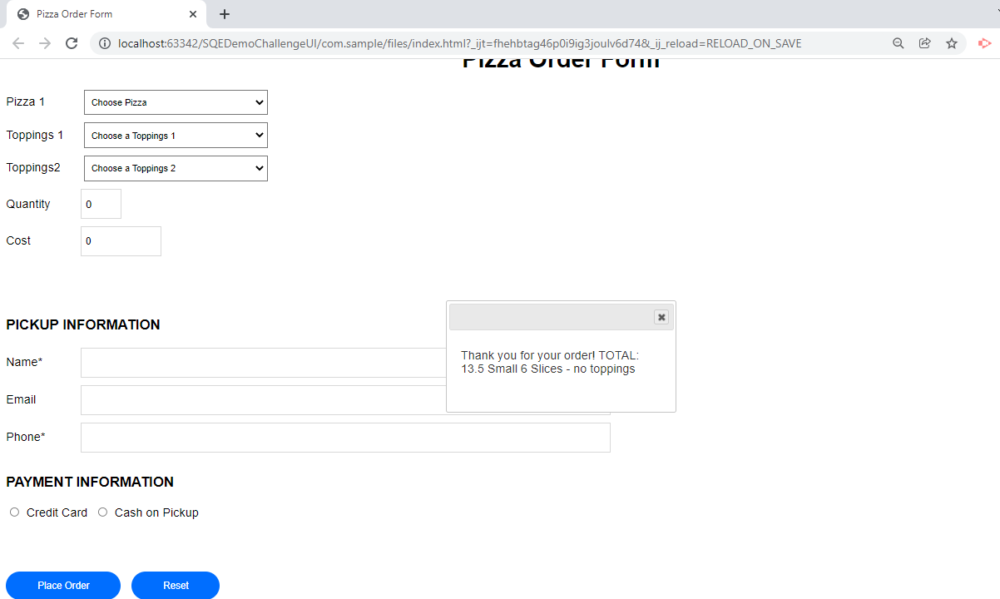 Pizza Order Form
localhost:63342/SQEDemoChallengeUI/com.sample/files/index.html?_ijt=fhehbtag46p0i9ig3joulv6d74&_ij_reload=RELOAD_ON_SAVE
Pizza Order Form
Pizza 1 Choose Pizza
Toppings 1 Choose a Toppings 1
Toppings2 Choose a Toppings 2
Quantity 0
Cost 0
PICKUP INFORMATION
Name*
Email
Phone*
Thank you for your order! TOTAL:
13.5 Small 6 Slices - no toppings
PAYMENT INFORMATION
Credit Card Cash on Pickup
Place Order Reset